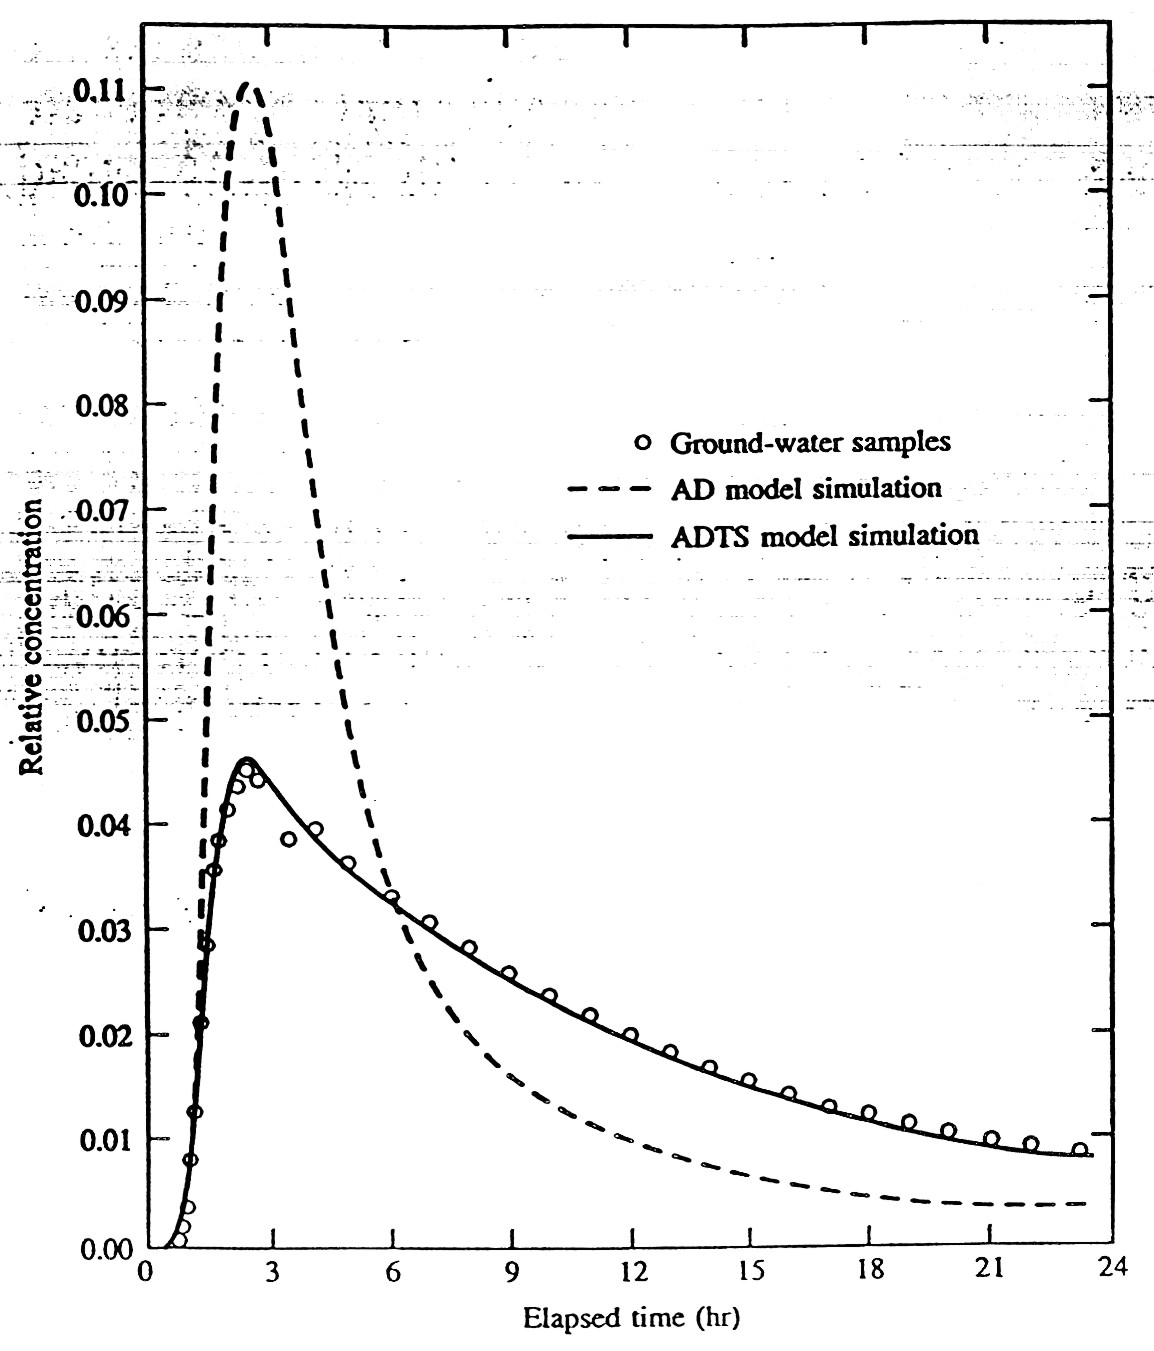 0.11
0.10
0.09
0.08
0.07
0.06
0.05
0.04
0.03
0.02
0.01
0.00
Relative concentration
Ground-water samples
AD model simulation
ADTS model simulation
0 3 6 9 12 15 18 21 24
Elapsed time (hr)